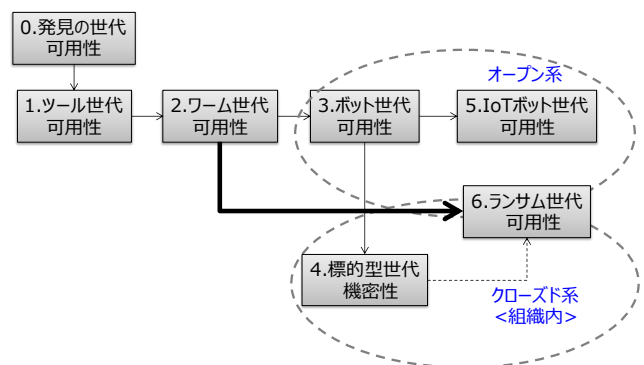 0.発見の世代
可用性
オープン系
1.ツール世代
可用性
2.ワーム世代
可用性
3.ボット世代
可用性
5.IoTボット世代
可用性
6.ランサム世代
可用性
4.標的型世代
機密性
クローズド系
<組織内>